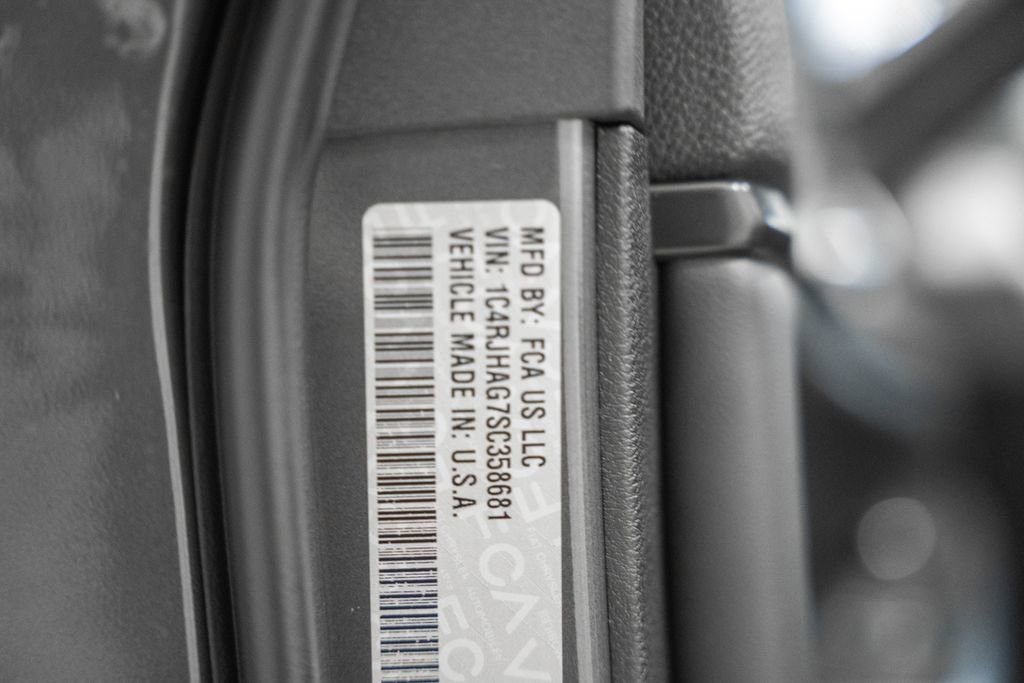 MFD BY: FCA US LLC
VIN: 1C4RJHAG7SC358681
VEHICLE MADE IN: U.S.A.